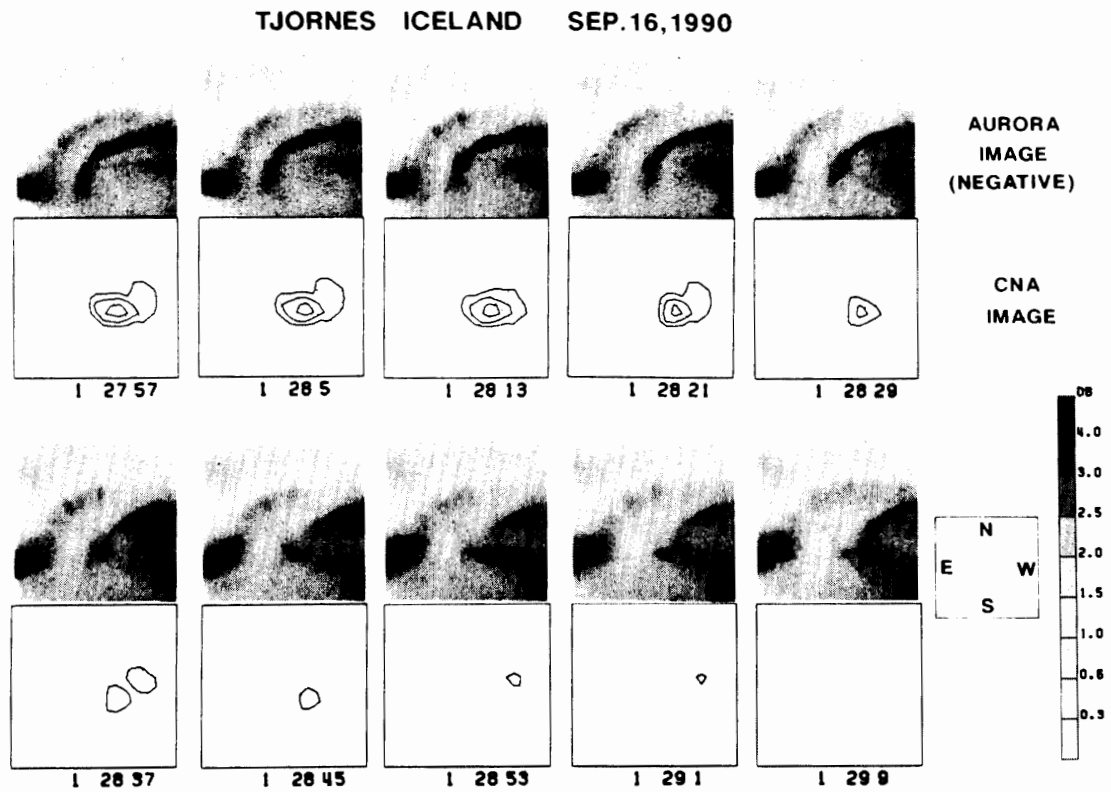 TJORNES ICELAND SEP.16,1990
AURORA
IMAGE
(NEGATIVE)
CNA
IMAGE
1 27 57
1 28 5
1 28 13
1 28 21
1 28 29
DB
4.0
3.0
2.5
2.0
1.5
1.0
0.6
0.3
N
E W
S
1 28 37
1 28 45
1 28 53
1 29 1
1 29 9